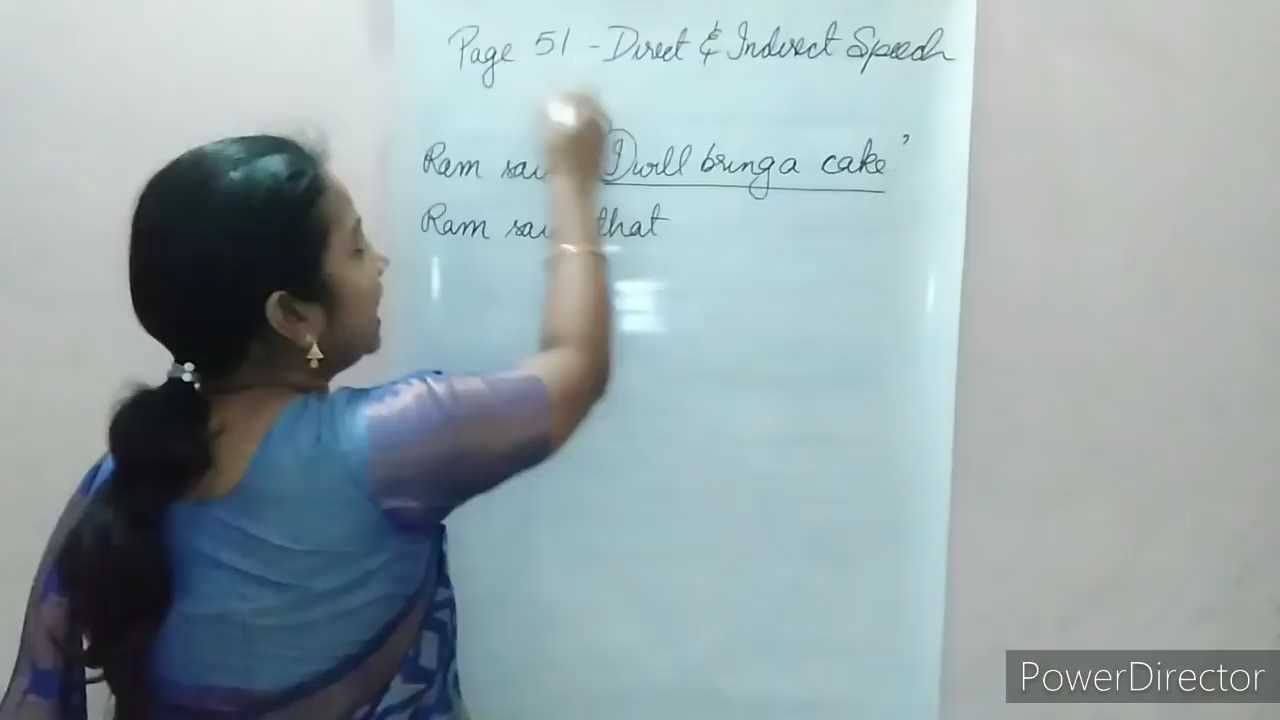 Page 51 - Direct & Indirect Speech
Ram I will bring a cake’
Ram that
PowerDirector